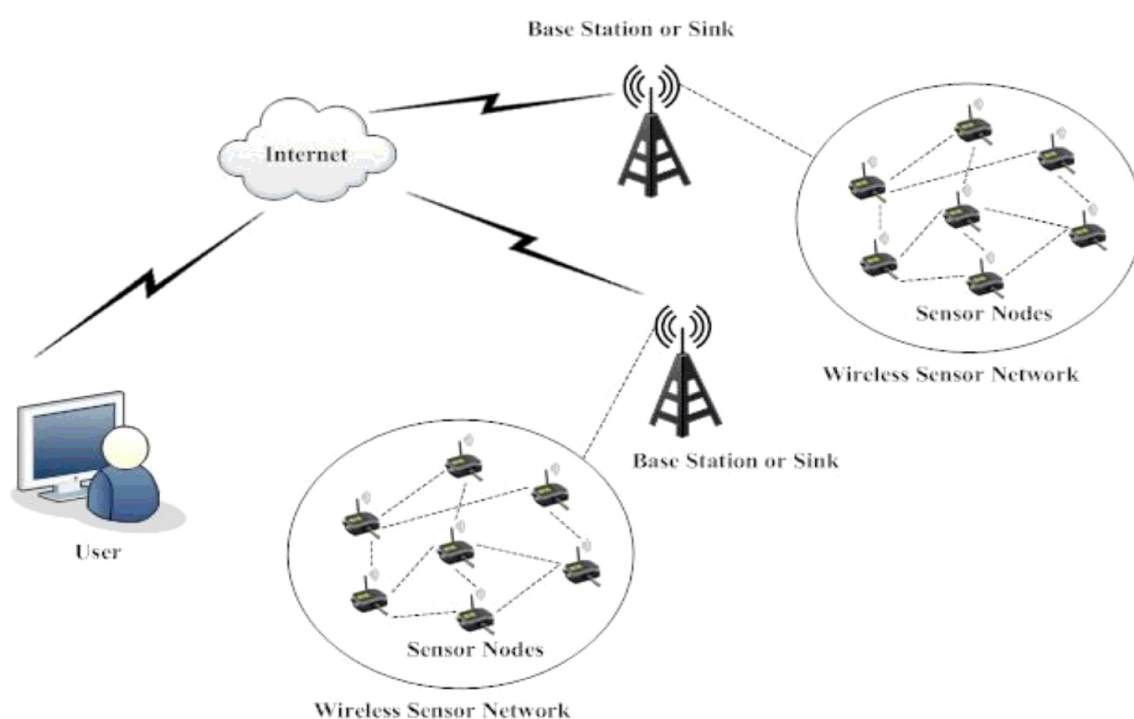 Base Station or Sink
Internet
Sensor Nodes
Wireless Sensor Network
Base Station or Sink
User
Sensor Nodes
Wireless Sensor Network